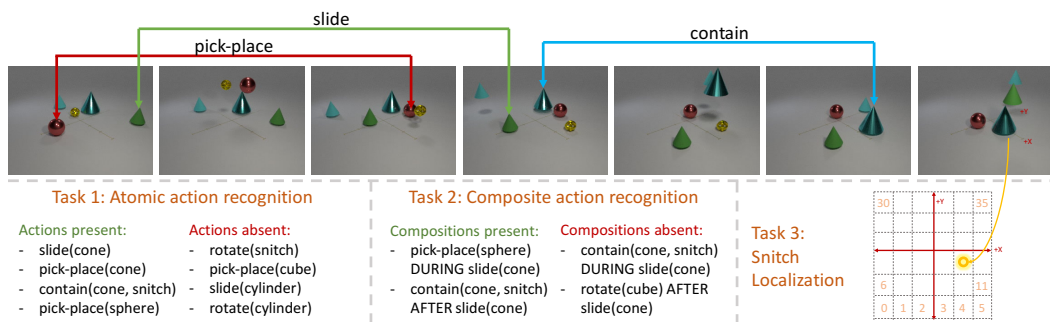 slide
pick-place
contain
+Y
+X
Task 1: Atomic action recognition
Actions present:
- slide(cone)
- pick-place(cone)
- contain(cone, snitch)
- pick-place(sphere)
Actions absent:
- rotate(snitch)
- pick-place(cube)
- slide(cylinder)
- rotate(cylinder)
Task 2: Composite action recognition
Compositions present:
- pick-place(sphere)
DURING slide(cone)
- contain(cone, snitch)
AFTER slide(cone)
Compositions absent:
- contain(cone, snitch)
DURING slide(cone)
- rotate(cube) AFTER
slide(cone)
Task 3:
Snitch
Localization
30 +Y 35
+X
6 11
0 1 2 3 4 5